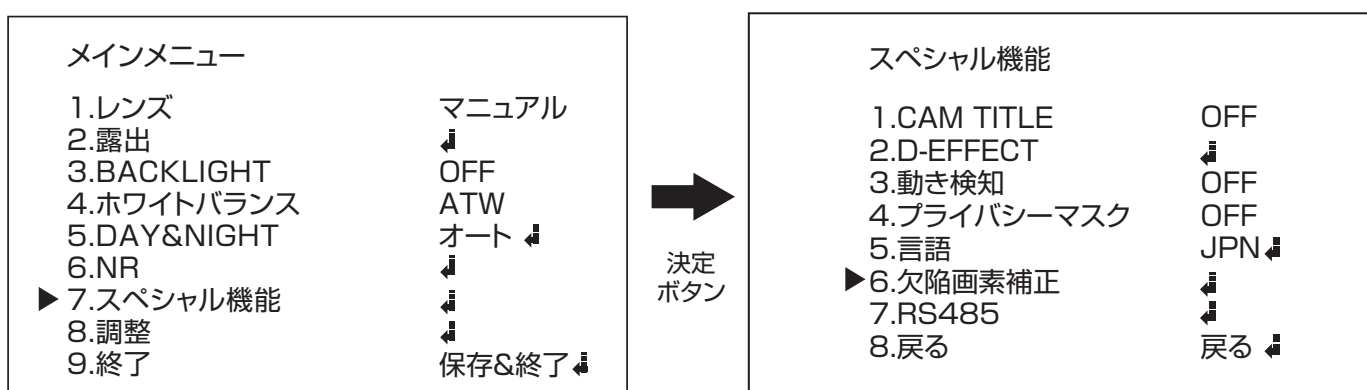 メインメニュー
1.レンズ マニュアル
2.露出 ↲
3.BACKLIGHT OFF
4.ホワイトバランス ATW
5.DAY&NIGHT オート ↲
6.NR ↲
▶ 7.スペシャル機能 ↲
8.調整 ↲
9.終了 保存&終了↲
決定
ボタン
スペシャル機能
1.CAM TITLE OFF
2.D-EFFECT ↲
3.動き検知 OFF
4.プライバシーマスク OFF
5.言語 JPN↲
▶6.欠陥画素補正 ↲
7.RS485 ↲
8.戻る 戻る ↲